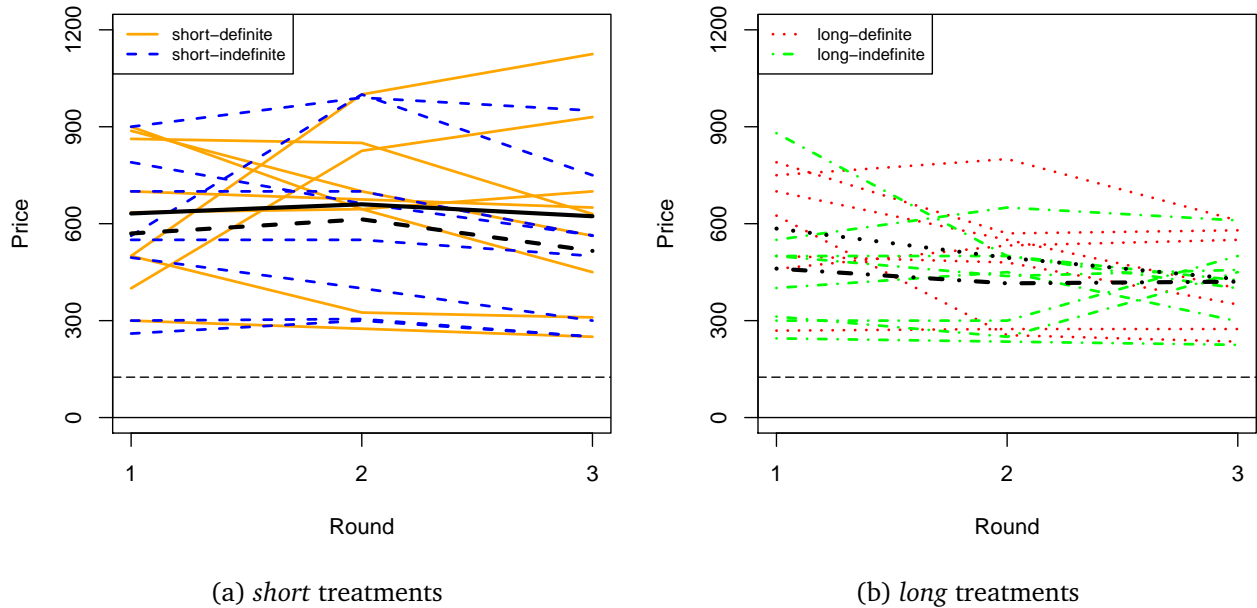 short−definite
short−indefinite
Price
1200
900
600
300
0
1
2
3
Round
(a) short treatments
long−definite
long−indefinite
Price
1200
900
600
300
0
1
2
3
Round
(b) long treatments